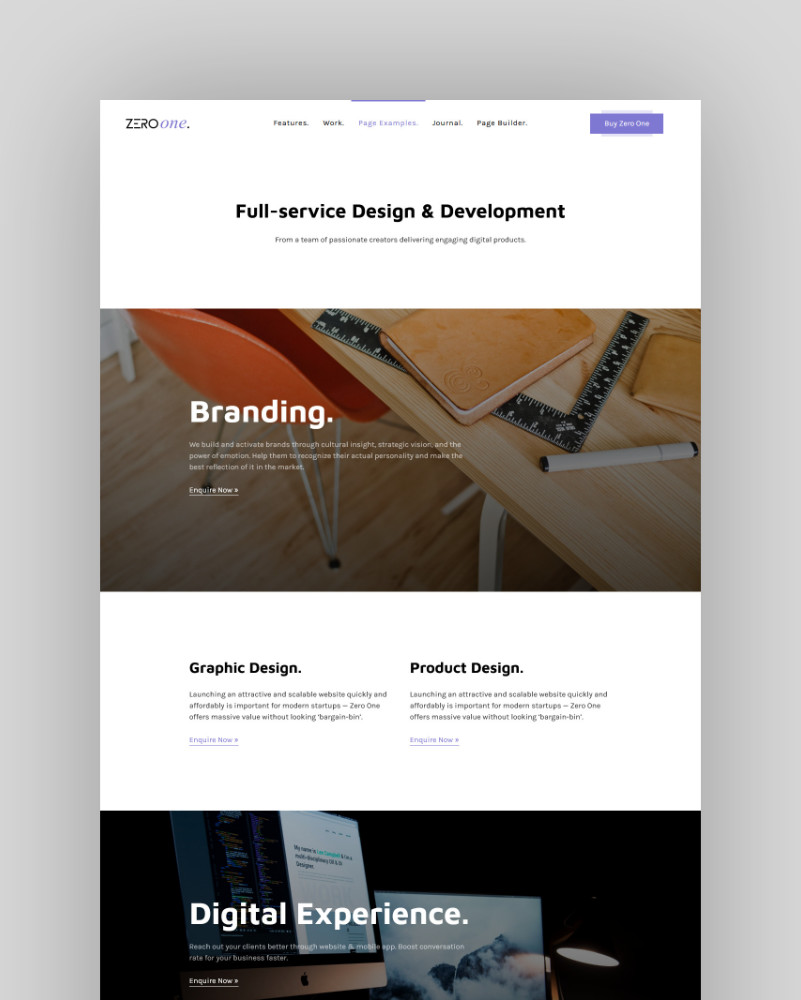 ZERO one.
Features. Work. Page Examples. Journal. Page Builder.
Buy Zero One
Full-service Design & Development
From a team of passionate creators delivering engaging digital products.
Branding.
We build and activate brands through cultural insight, strategic vision, and the
power of emotion. Help them to recognize their actual personality and make the
best reflection of it in the market.
Enquire Now »
Graphic Design.
Launching an attractive and scalable website quickly and
affordably is important for modern startups — Zero One
offers massive value without looking 'bargain-bin'.
Enquire Now »
Product Design.
Launching an attractive and scalable website quickly and
affordably is important for modern startups — Zero One
offers massive value without looking 'bargain-bin'.
Enquire Now »
My name is
multi-disciplinary UX & UI
Designer.
Digital Experience.
Reach out your clients better through website & mobile app. Boost conversation
rate for your business faster.
Enquire Now »